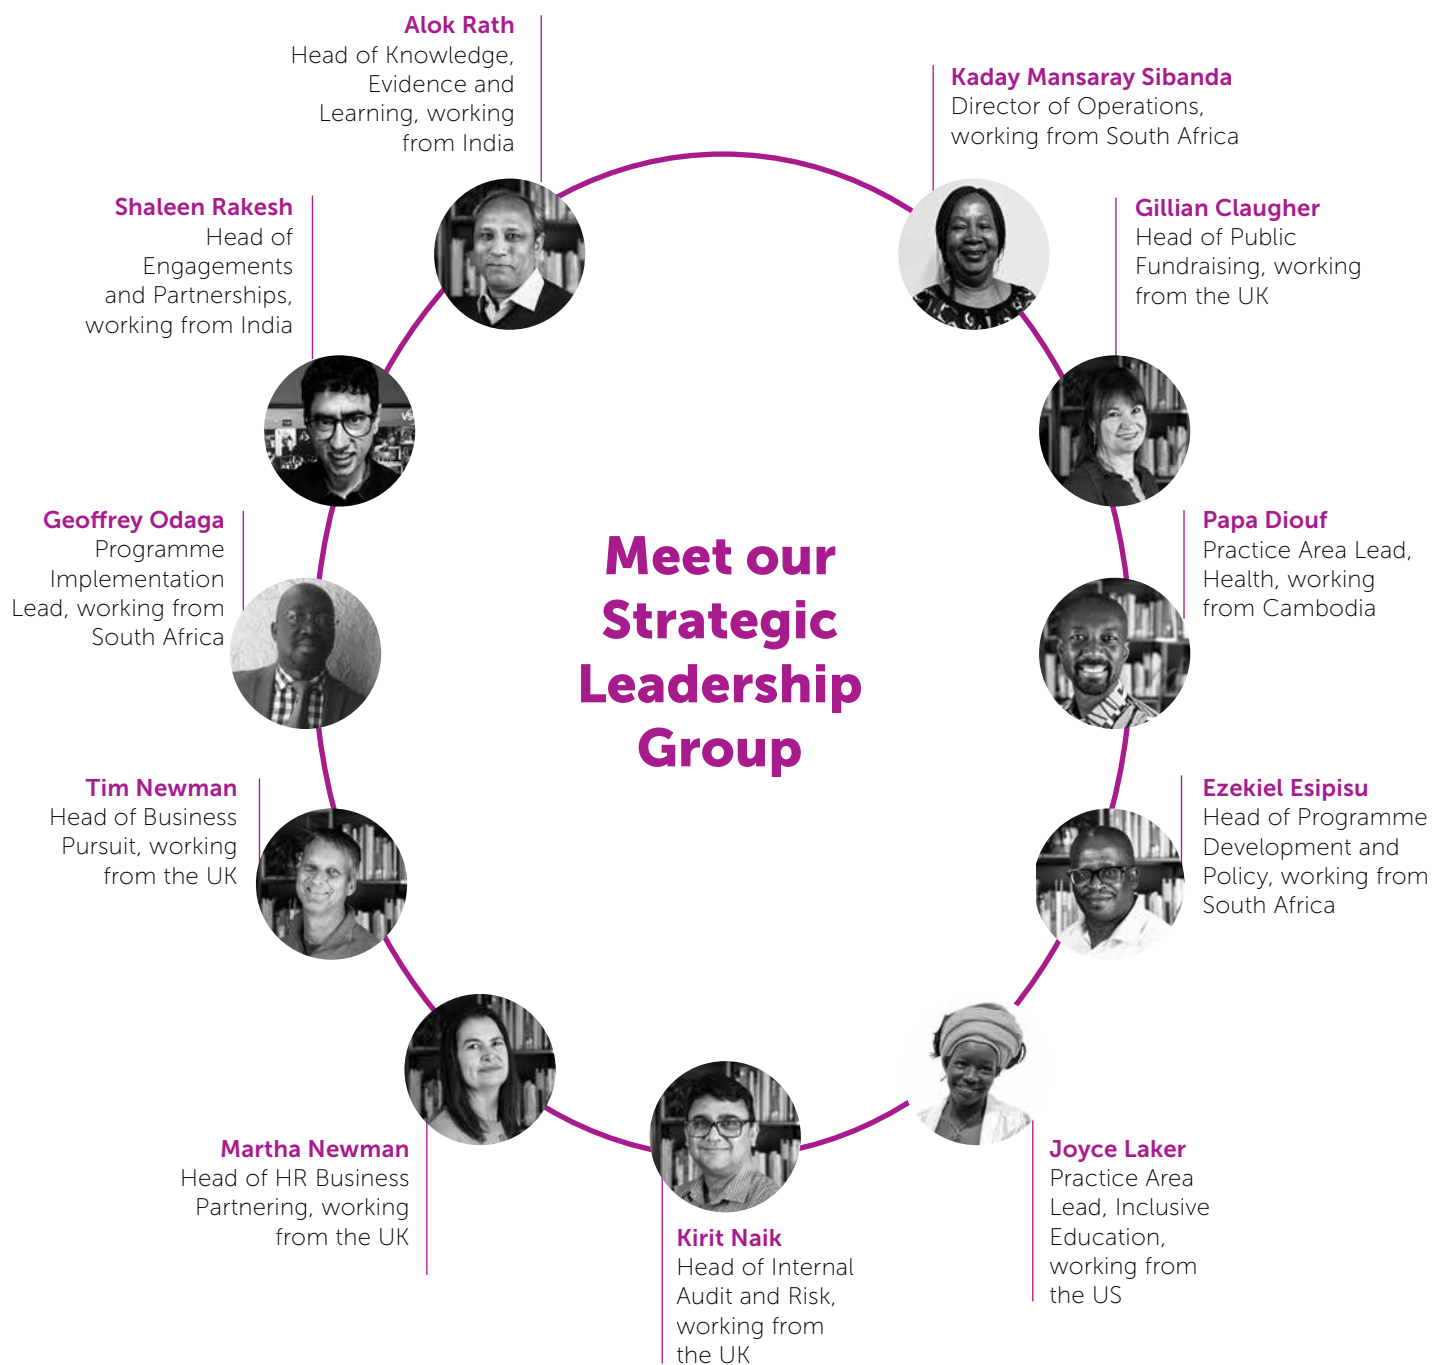 Alok Rath
Head of Knowledge,
Evidence and
Learning, working
from India
Kaday Mansaray Sibanda
Director of Operations,
working from South Africa
Shaleen Rakesh
Head of
Engagements
and Partnerships,
working from India
Gillian Claugher
Head of Public
Fundraising, working
from the UK
Geoffrey Odaga
Programme
Implementation
Lead, working from
South Africa
Meet our
Strategic
Leadership
Group
Papa Diouf
Practice Area Lead,
Health, working
from Cambodia
Tim Newman
Head of Business
Pursuit, working
from the UK
Ezekiel Esipisu
Head of Programme
Development and
Policy, working from
South Africa
Martha Newman
Head of HR Business
Partnering, working
from the UK
Kirit Naik
Head of Internal
Audit and Risk,
working from
the UK
Joyce Laker
Practice Area
Lead, Inclusive
Education,
working from
the US